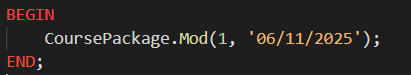 BEGIN
    CoursePackage.Mod(1, '06/11/2025');
END;